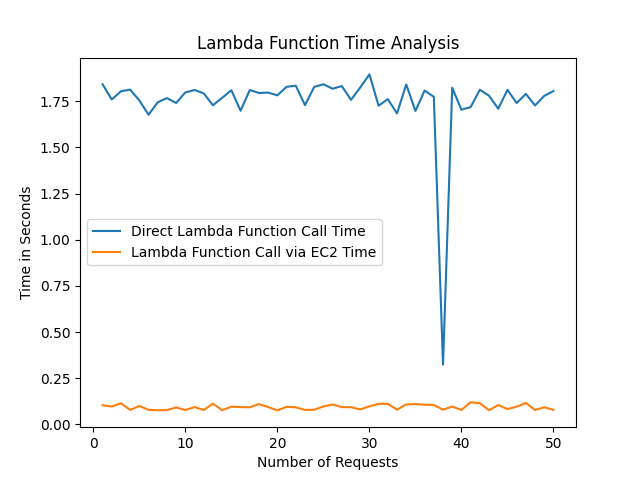 Lambda Function Time Analysis
1.75
1.50
1.25
1.00
0.75
0.50
0.25
0.00
Time in Seconds
Direct Lambda Function Call Time
Lambda Function Call via EC2 Time
0 10 20 30 40 50
Number of Requests